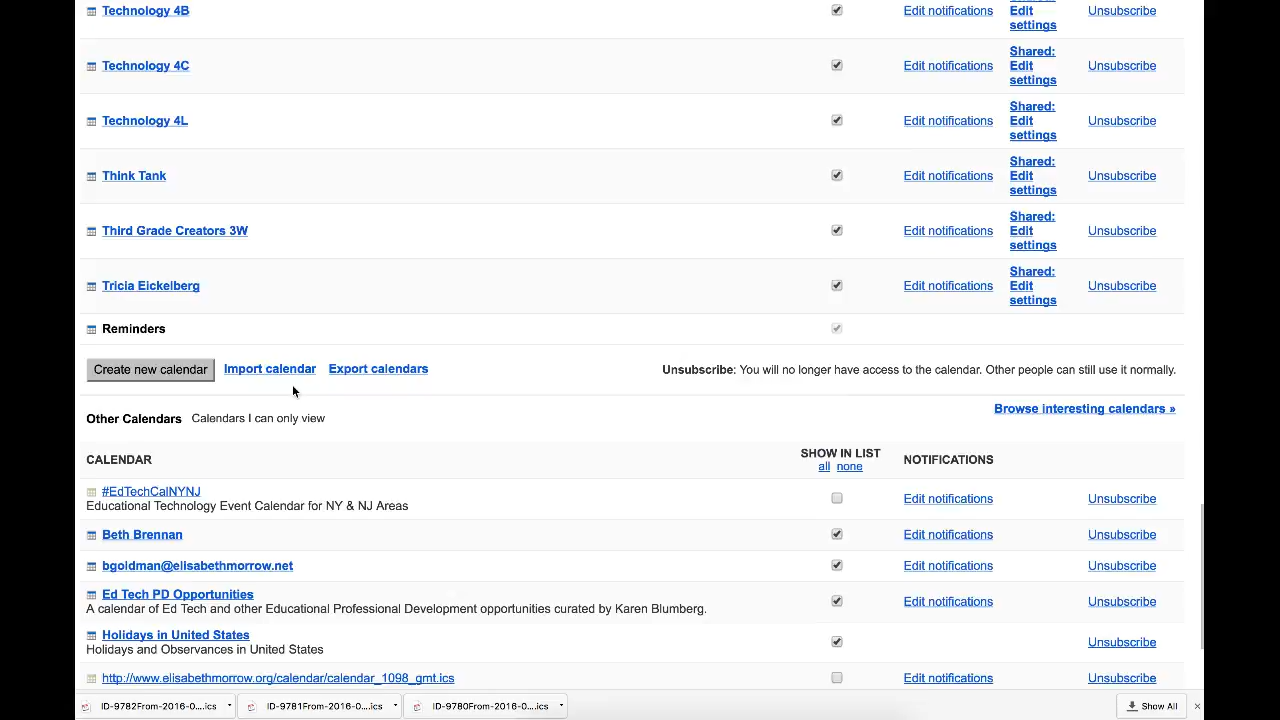 Technology 4B Edit notifications Edit settings Unsubscribe
Technology 4C Edit notifications Shared: Edit settings Unsubscribe
Technology 4L Edit notifications Shared: Edit settings Unsubscribe
Think Tank Edit notifications Shared: Edit settings Unsubscribe
Third Grade Creators 3W Edit notifications Shared: Edit settings Unsubscribe
Tricia Eickelberg Edit notifications Shared: Edit settings Unsubscribe
Reminders
Create new calendar Import calendar Export calendars Unsubscribe: You will no longer have access to the calendar. Other people can still use it normally.
Other Calendars Calendars I can only view Browse interesting calendars »
CALENDAR SHOW IN LIST NOTIFICATIONS
all none
#EdTechCalNYNJ Edit notifications Unsubscribe
Educational Technology Event Calendar for NY & NJ Areas
Beth Brennan Edit notifications Unsubscribe
bgoldman@elisabethmorrow.net Edit notifications Unsubscribe
Ed Tech PD Opportunities Edit notifications Unsubscribe
A calendar of Ed Tech and other Educational Professional Development opportunities curated by Karen Blumberg.
Holidays in United States Unsubscribe
Holidays and Observances in United States
http://www.elisabethmorrow.org/calendar/calendar_1098_gmt.ics Edit notifications Unsubscribe
ID-9782From-2016-0....ics ID-9781From-2016-0....ics ID-9780From-2016-0....ics Show All